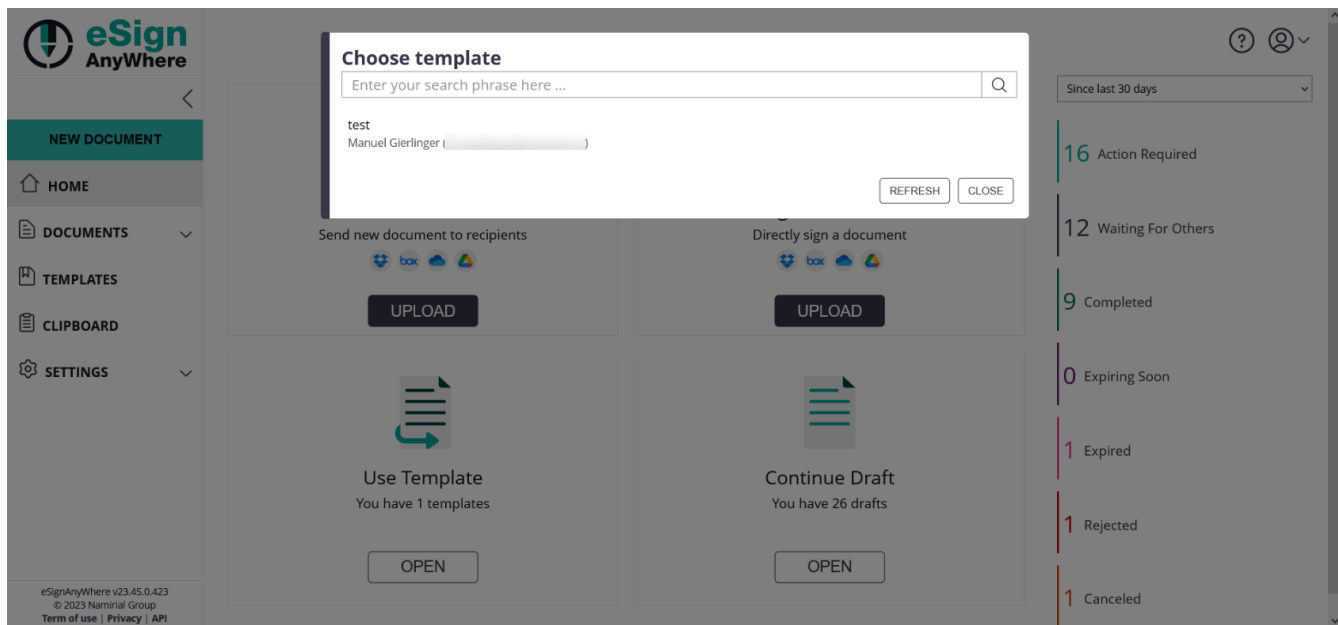 eSign
AnyWhere
NEW DOCUMENT
HOME
DOCUMENTS
TEMPLATES
CLIPBOARD
SETTINGS
eSignAnyWhere v23.45.0.423
© 2023 Namirial Group
Term of use | Privacy | API
Choose template
Enter your search phrase here ...
test
Manuel Gierlinger ( )
REFRESH
CLOSE
Send new document to recipients
box
UPLOAD
Directly sign a document
box
UPLOAD
Use Template
You have 1 templates
OPEN
Continue Draft
You have 26 drafts
OPEN
Since last 30 days
16 Action Required
12 Waiting For Others
9 Completed
0 Expiring Soon
1 Expired
1 Rejected
1 Canceled